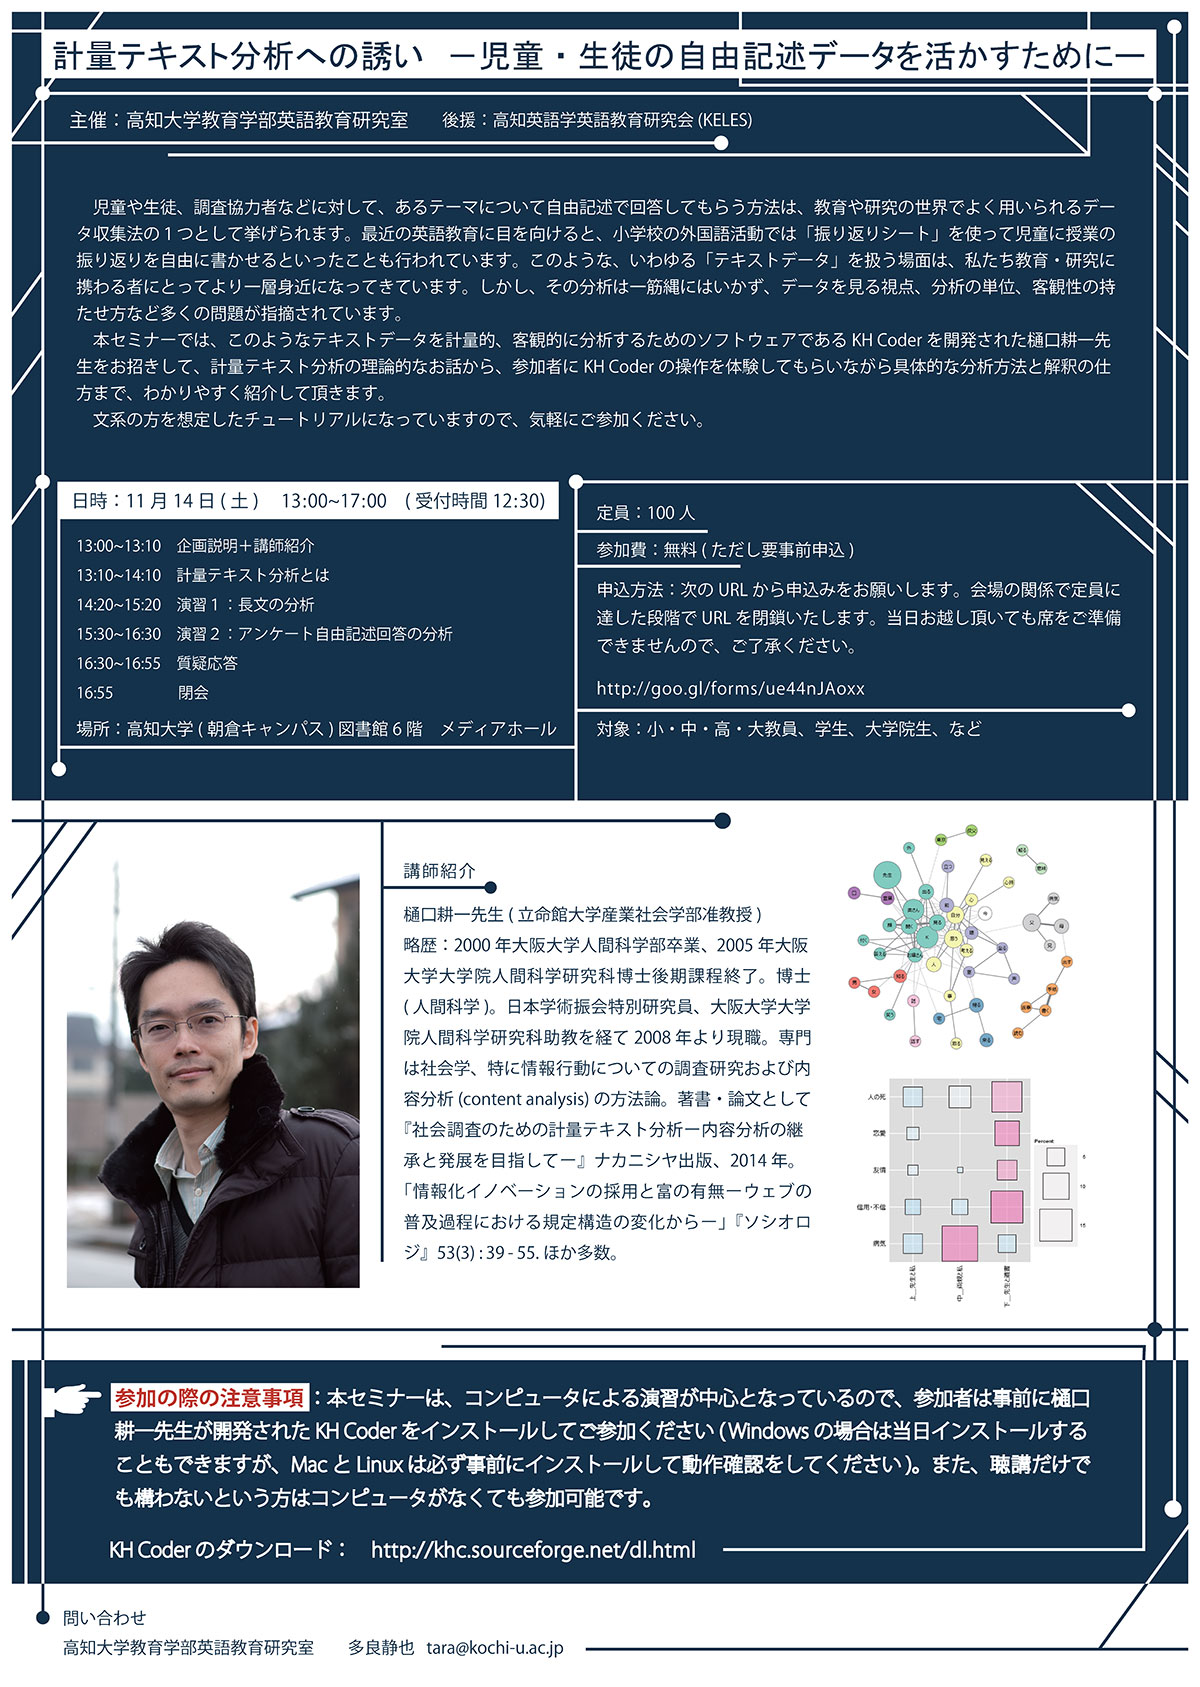 計量テキスト分析への誘い　－児童・生徒の自由記述データを活かすために－
主催：高知大学教育学部英語教育研究室　　後援：高知英語学英語教育研究会 (KELES)
児童や生徒、調査協力者などに対して、あるテーマについて自由記述で回答してもらう方法は、教育や研究の世界でよく用いられるデー
タ収集法の 1 つとして挙げられます。最近の英語教育に目を向けると、小学校の外国語活動では「振り返りシート」を使って児童に授業の
振り返りを自由に書かせるといったことも行われています。このような、いわゆる「テキストデータ」を扱う場面は、私たち教育・研究に
携わる者にとってより一層身近になってきています。しかし、その分析は一筋縄にはいかず、データを見る視点、分析の単位、客観性の持
たせ方など多くの問題が指摘されています。
本セミナーでは、このようなテキストデータを計量的、客観的に分析するためのソフトウェアである KH Coder を開発された樋口耕一先
生をお招きして、計量テキスト分析の理論的なお話から、参加者に KH Coder の操作を体験してもらいながら具体的な分析方法と解釈の仕
方まで、わかりやすく紹介して頂きます。
文系の方を想定したチュートリアルになっていますので、気軽にご参加ください。
日時：11 月 14 日 ( 土 )　13:00~17:00　( 受付時間 12:30)
13:00~13:10　企画説明＋講師紹介
13:10~14:10　計量テキスト分析とは
14:20~15:20　演習 1 ：長文の分析
15:30~16:30　演習 2 ：アンケート自由記述回答の分析
16:30~16:55　質疑応答
16:55　閉会
場所：高知大学 ( 朝倉キャンパス ) 図書館 6 階　メディアホール
定員：100 人
参加費：無料 ( ただし要事前申込 )
申込方法：次の URL から申込みをお願いします。会場の関係で定員に
達した段階で URL を閉鎖いたします。当日お越し頂いても席をご準備
できませんので、ご了承ください。
http://goo.gl/forms/ue44nJAoxx
対象：小・中・高・大教員、学生、大学院生、など
講師紹介
樋口耕一先生 ( 立命館大学産業社会学部准教授 )
略歴：2000 年大阪大学人間科学部卒業、2005 年大阪
大学大学院人間科学研究科博士後期課程終了。博士
( 人間科学 )。日本学術振会特別研究員、大阪大学大学
院人間科学研究科助教を経て 2008 年より現職。専門
は社会学、特に情報行動についての調査研究および内
容分析 (content analysis) の方法論。著書・論文として
『社会調査のための計量テキスト分析ー内容分析の継
承と発展を目指してー』ナカニシヤ出版、2014 年。
「情報化イノベーションの採用と富の有無ーウェブの
普及過程における規定構造の変化からー」『ソシオロ
ジ』53(3) : 39 - 55. ほか多数。
人の死
恋愛
友情
信用・不信
病気
上_先生と私
中_両親と私
下_先生と遺書
Percent
5
10
15
参加の際の注意事項：本セミナーは、コンピュータによる演習が中心となっているので、参加者は事前に樋口
耕一先生が開発された KH Coder をインストールしてご参加ください ( Windows の場合は当日インストールする
こともできますが、Mac と Linux は必ず事前にインストールして動作確認をしてください )。また、聴講だけで
も構わないという方はコンピュータがなくても参加可能です。
KH Coder のダウンロード：　http://khc.sourceforge.net/dl.html
問い合わせ
高知大学教育学部英語教育研究室　　多良静也　tara@kochi-u.ac.jp